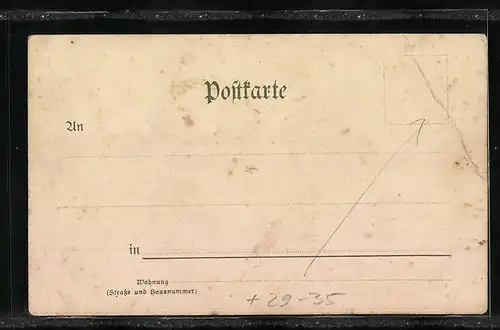 Postkarte
An
in
Wohnung
(Straße und Hausnummer)
+ 29-35